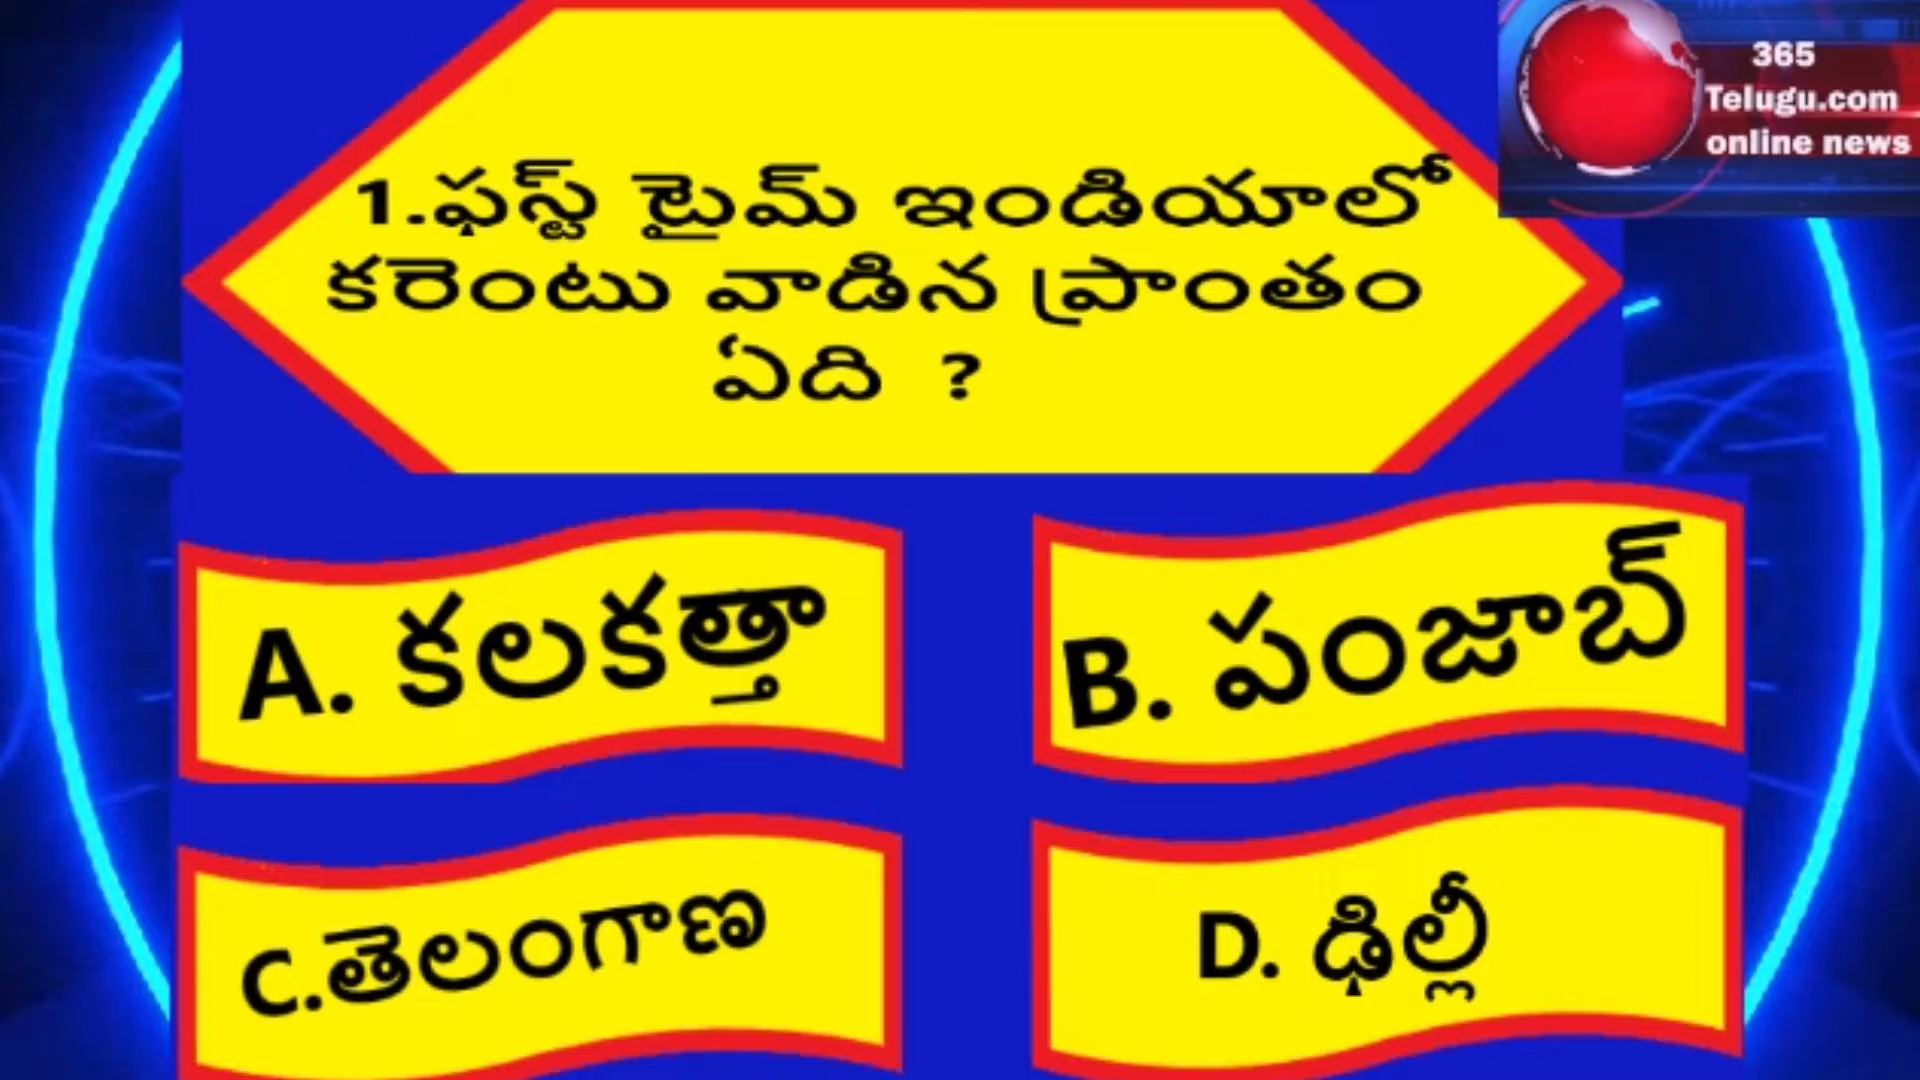 365
Telugu.com
online news
1.ఫస్ట్ టైమ్ ఇండియాలో
కరెంటు వాడిన ప్రాంతం
ఏది ?
A. కలకత్తా
B. పంజాబ్
C.తెలంగాణ
D. ఢిల్లీ